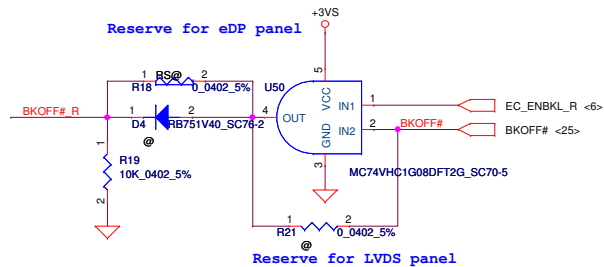 +3VS
Reserve for eDP panel
1 RS@ 2
R18 0_0402_5%
U50
5
VCC
IN1 1 EC_ENBKL_R <6>
BKOFF#_R
1 2
D4 RB751V40_SC76-2
@
4 OUT
GND
IN2 2 BKOFF# BKOFF# <25>
3
1
R19
10K_0402_5%
2
MC74VHC1G08DFT2G_SC70-5
1 2
R21 0_0402_5%
@
Reserve for LVDS panel